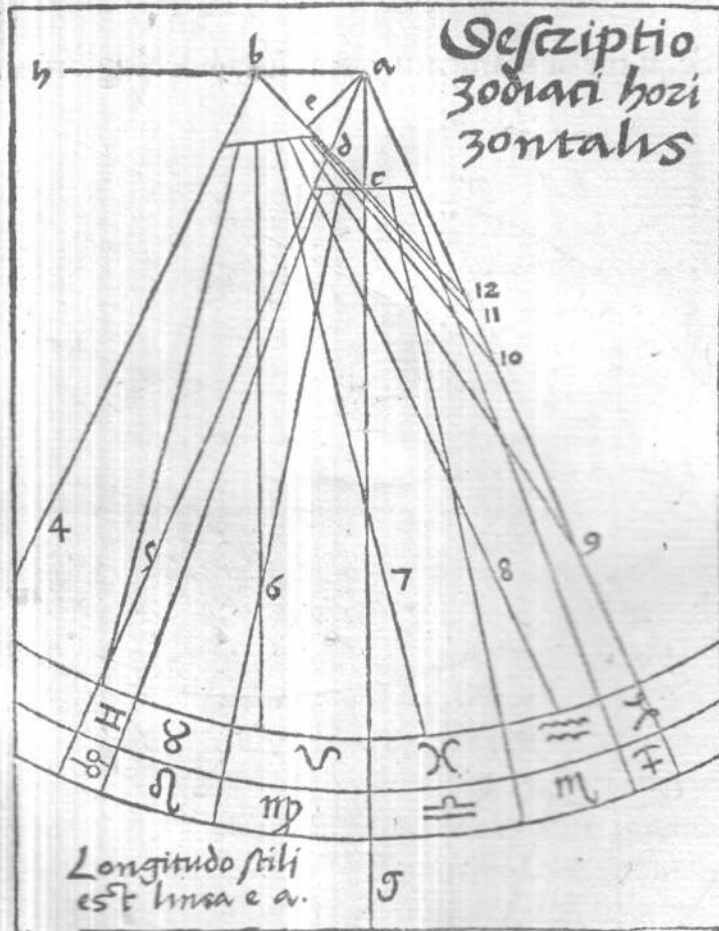 Descriptio
zodiaci hori
zontalis
h b a
e
d
c
12
11
10
9
4 5 6 7 8
♊ ♉ ♈ ♓ ♒ ♑
♋ ♌ ♍ ♎ ♏ ♐
Longitudo stili
est linea e a.
g